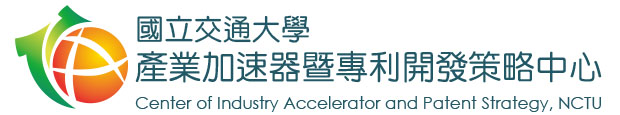 國立交通大學
產業加速器暨專利開發策略中心
Center of Industry Accelerator and Patent Strategy, NCTU